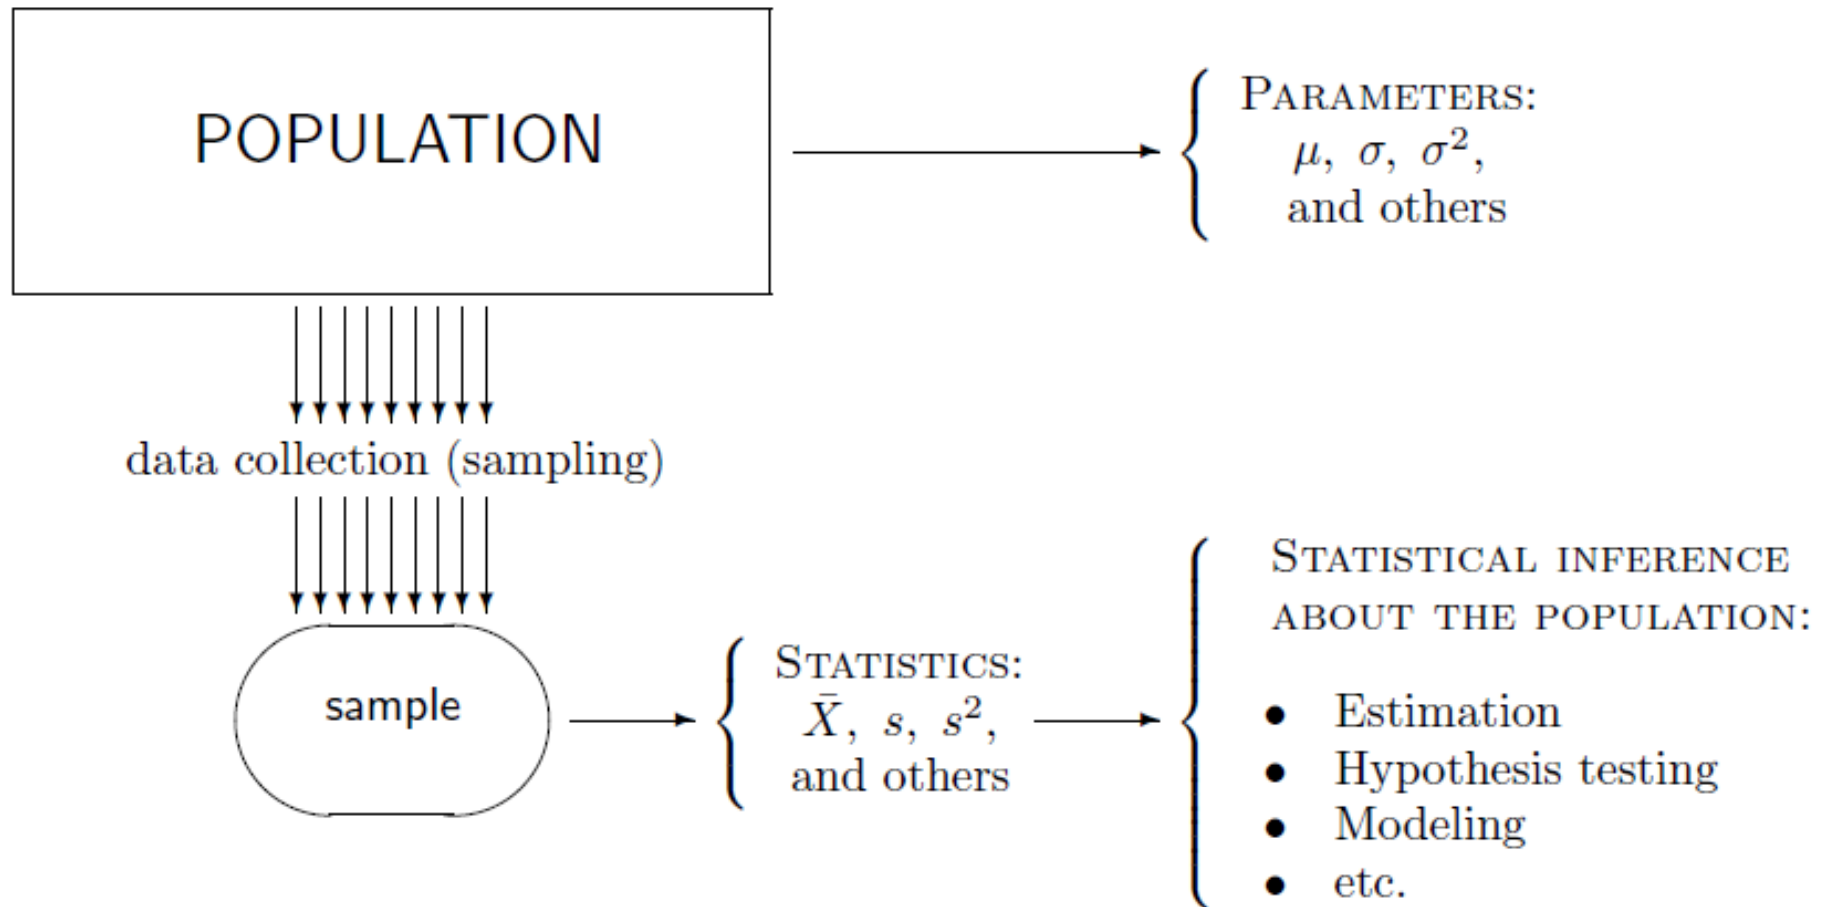 POPULATION
PARAMETERS:
μ, σ, σ²,
and others
data collection (sampling)
sample
STATISTICS:
X̄, s, s²,
and others
STATISTICAL INFERENCE
ABOUT THE POPULATION:
● Estimation
● Hypothesis testing
● Modeling
● etc.